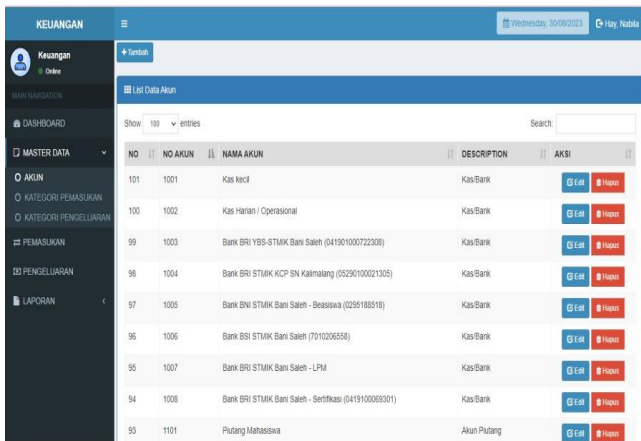 KEUANGAN
Wednesday, 30/08/2023
Hay, Nabila
Keuangan
Online
+ Tambah
List Data Akun
MAIN NAVIGATION
DASHBOARD
MASTER DATA
AKUN
KATEGORI PEMASUKAN
KATEGORI PENGELUARAN
PEMASUKAN
PENGELUARAN
LAPORAN
Show 100 entries
Search:
NO NO AKUN NAMA AKUN DESCRIPTION AKSI
101 1001 Kas kecil Kas/Bank Edit Hapus
100 1002 Kas Harian / Operasional Kas/Bank Edit Hapus
99 1003 Bank BRI YBS-STMIK Bani Saleh (041901000722308) Kas/Bank Edit Hapus
98 1004 Bank BRI STMIK KCP SN Kalimalang (05290100021305) Kas/Bank Edit Hapus
97 1005 Bank BNI STMIK Bani Saleh - Beasiswa (0295188518) Kas/Bank Edit Hapus
96 1006 Bank BSI STMIK Bani Saleh (7010206558) Kas/Bank Edit Hapus
95 1007 Bank BRI STMIK Bani Saleh - LPM Kas/Bank Edit Hapus
94 1008 Bank BRI STMIK Bani Saleh - Sertifikasi (0419100069301) Kas/Bank Edit Hapus
93 1101 Piutang Mahasiswa Akun Piutang Edit Hapus